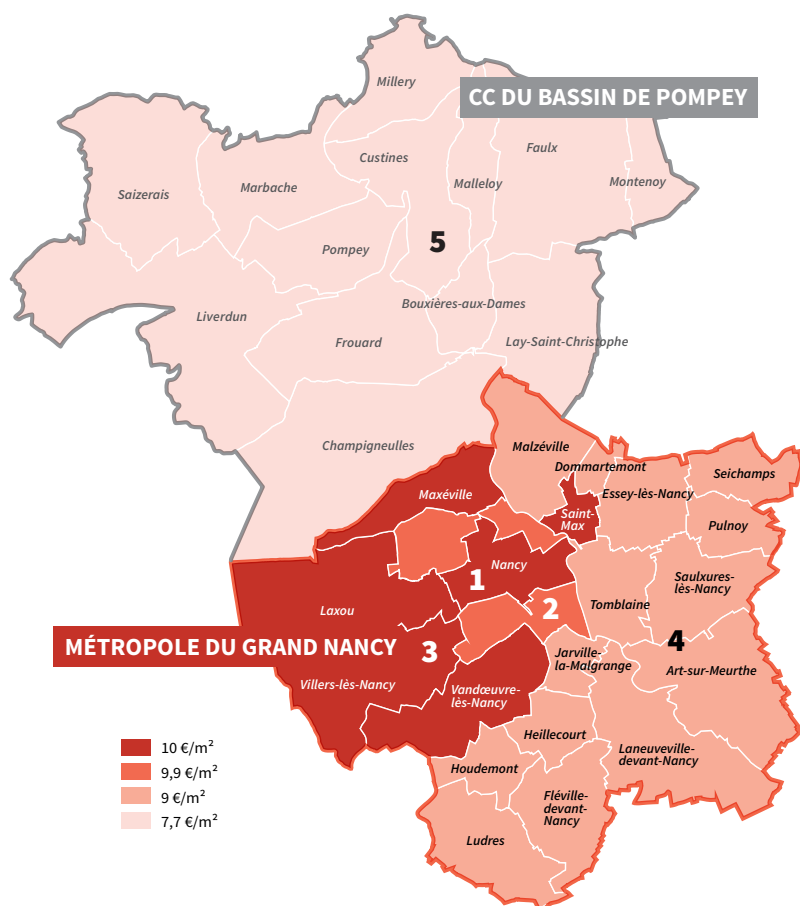 Millery
CC DU BASSIN DE POMPEY
Custines
Faulx
Saizerais
Marbache
Malleloy
Montenoy
Pompey
5
Bouxières-aux-Dames
Liverdun
Frouard
Lay-Saint-Christophe
Champigneulles
Malzéville
Dommartemont
Seichamps
Maxéville
Essey-lès-Nancy
Saint-
Max
Pulnoy
Nancy
1
Laxou
2
Tomblaine
Saulxures-
lès-Nancy
MÉTROPOLE DU GRAND NANCY
3
4
Jarville-
la-Malgrange
Art-sur-Meurthe
Villers-lès-Nancy
Vandœuvre-
lès-Nancy
Heillecourt
Laneuveville-
devant-Nancy
Houdemont
Fléville-
devant-
Nancy
Ludres
10 €/m²
9,9 €/m²
9 €/m²
7,7 €/m²